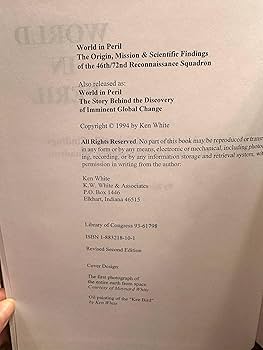 World in Peril
The Origin, Mission & Scientific Findings
of the 46th/72nd Reconnaissance Squadron
Also released as:
World in Peril
The Story Behind the Discovery
of Imminent Global Change
Copyright © 1994 by Ken White
All Rights Reserved. No part of this book may be reproduced or
in any form or by any means, electronic or mechanical, including
ing, recording, or by any information storage and retrieval system,
permission in writing from the author:
Ken White
K.W. White & Associates
P.O. Box 1446
Elkhart, Indiana 46515
Library of Congress 93-61798
ISBN 1-883218-10-1
Revised Second Edition
Cover Design:
The first photograph of
the entire earth from space.
Courtesy of Maynard White
Oil painting of the "Kee Bird"
by Ken White
WORLD
IN